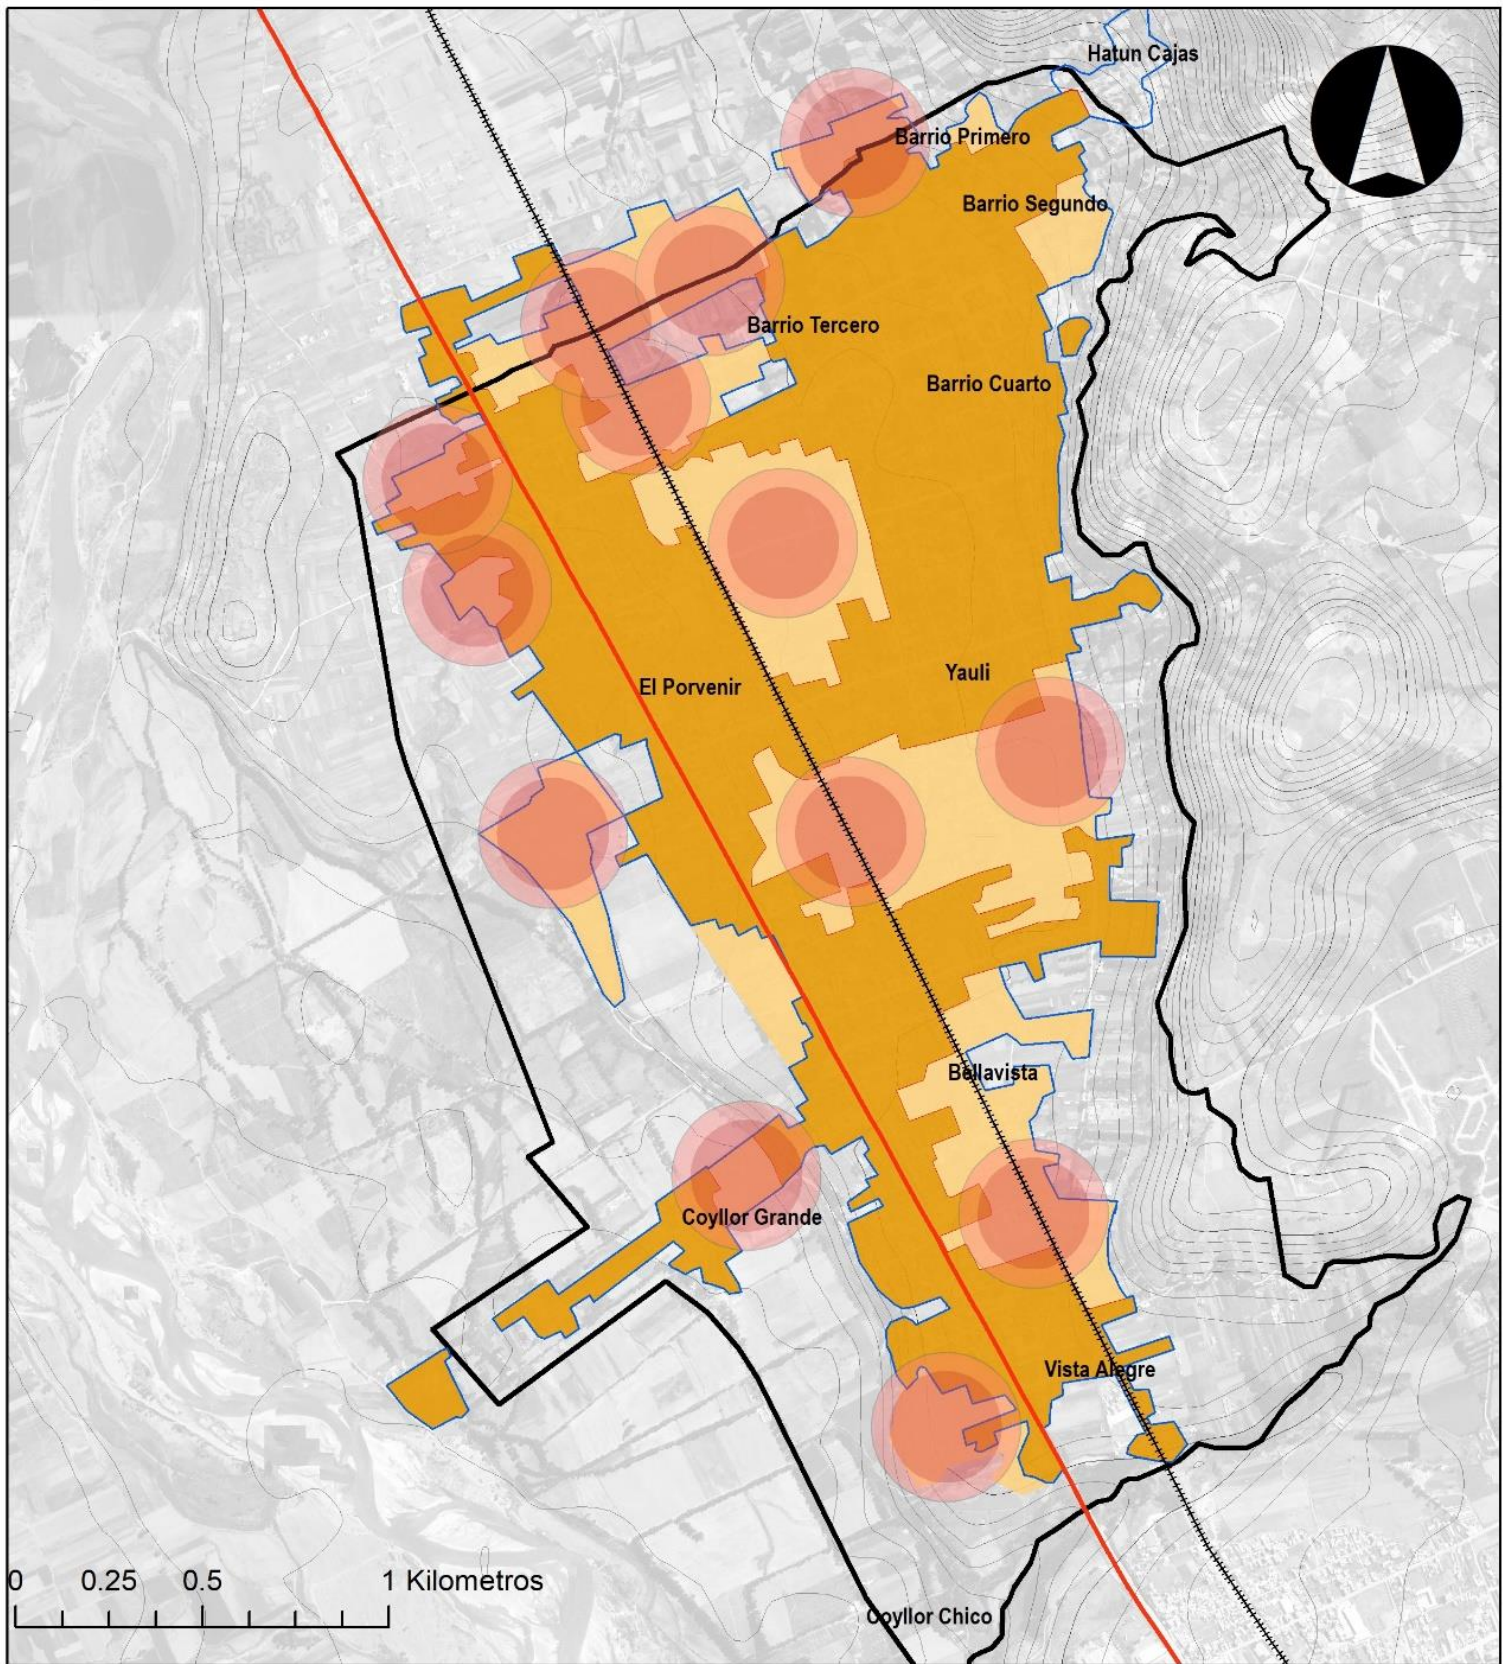 Hatun Cajas
Barrio Primero
Barrio Segundo
Barrio Tercero
Barrio Cuarto
Yauli
El Porvenir
Bellavista
Coyllor Grande
Vista Alegre
0 0.25 0.5 1 Kilometros
Coyllor Chico